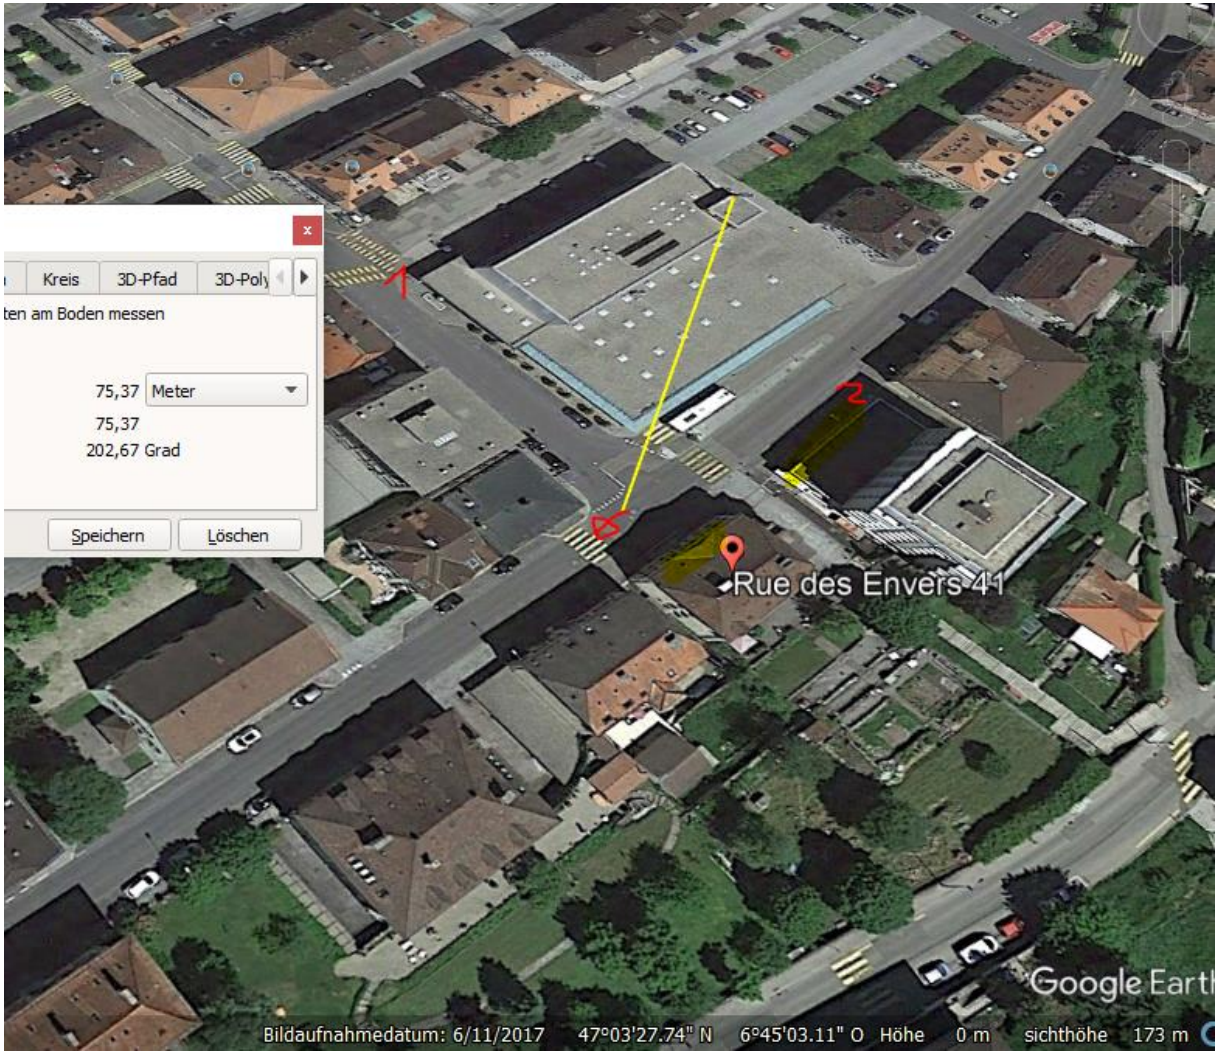 x
Kreis 3D-Pfad 3D-Poly
ten am Boden messen
75,37 Meter
75,37
202,67 Grad
Speichern Löschen
1
2
Rue des Envers 41
Google Earth
Bildaufnahmedatum: 6/11/2017 47°03'27.74" N 6°45'03.11" O Höhe 0 m sichthöhe 173 m